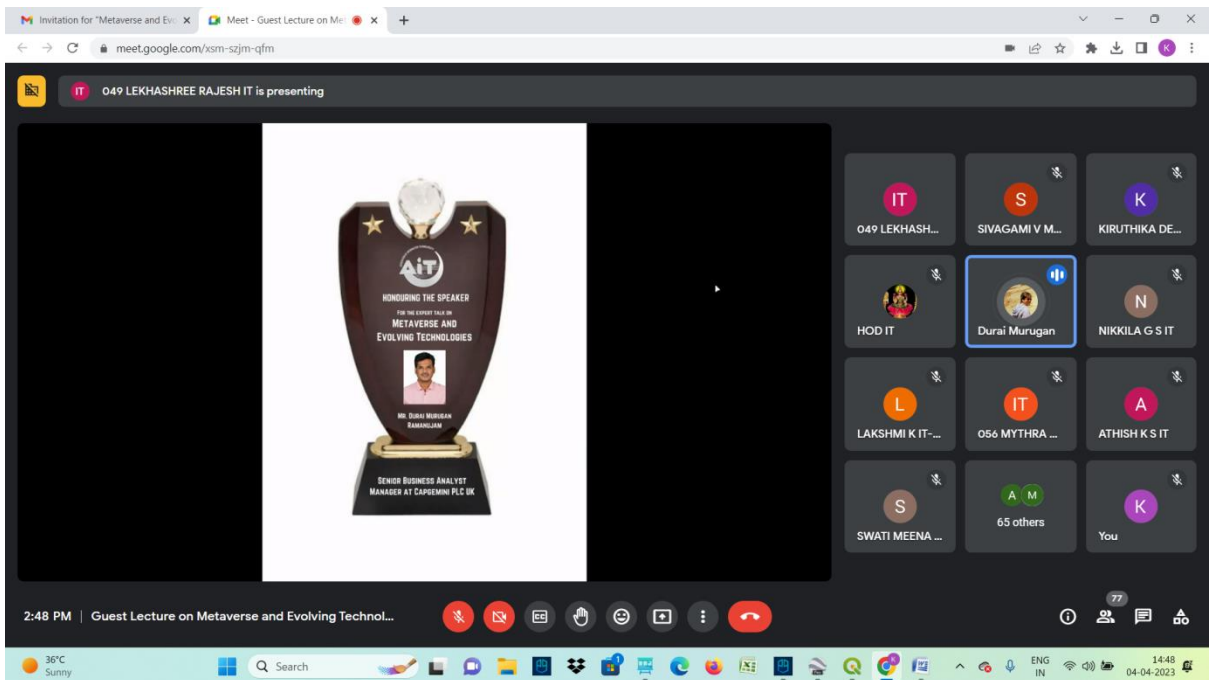 Invitation for "Metaverse and Evo
Meet - Guest Lecture on Met
meet.google.com/xsm-szjm-qfm
K
IT
049 LEKHASHREE RAJESH IT is presenting
AiT
HONOURING THE SPEAKER
FOR THE EXPERT TALK ON
METAVERSE AND
EVOLVING TECHNOLOGIES
MR. DURAI MURUGAN
RAMANUJAM
SENIOR BUSINESS ANALYST
MANAGER AT CAPGEMINI PLC UK
IT
049 LEKHASH...
S
SIVAGAMI V M...
K
KIRUTHIKA DE...
HOD IT
Durai Murugan
N
NIKKILA G S IT
L
LAKSHMI K IT-...
IT
056 MYTHRA ...
A
ATHISH K S IT
S
SWATI MEENA ...
A M
65 others
K
You
2:48 PM | Guest Lecture on Metaverse and Evolving Technol...
CC
77
36°C
Sunny
Search
ENG
IN
14:48
04-04-2023